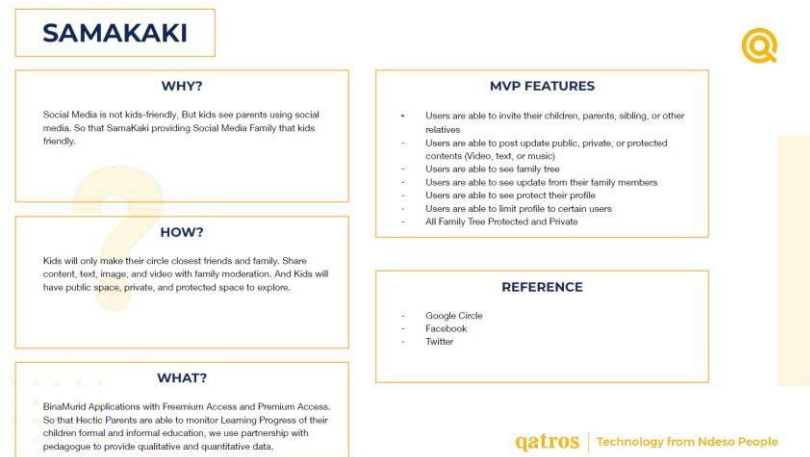 SAMAKAKI
WHY?
Social Media is not kids-friendly, But kids see parents using social
media. So that SamaKaki providing Social Media Family that kids
friendly.
HOW?
Kids will only make their circle closest friends and family. Share
content, text, image, and video with family moderation. And Kids will
have public space, private, and protected space to explore.
WHAT?
BinaMurid Applications with Freemium Access and Premium Access.
So that Hectic Parents are able to monitor Learning Progress of their
children formal and informal education, we use partnership with
pedagogue to provide qualitative and quantitative data.
MVP FEATURES
- Users are able to invite their children, parents, sibling, or other
relatives
- Users are able to post update public, private, or protected
contents (Video, text, or music)
- Users are able to see family tree
- Users are able to see update from their family members
- Users are able to see protect their profile
- Users are able to limit profile to certain users
- All Family Tree Protected and Private
REFERENCE
- Google Circle
- Facebook
- Twitter
qatros | Technology from Ndeso People